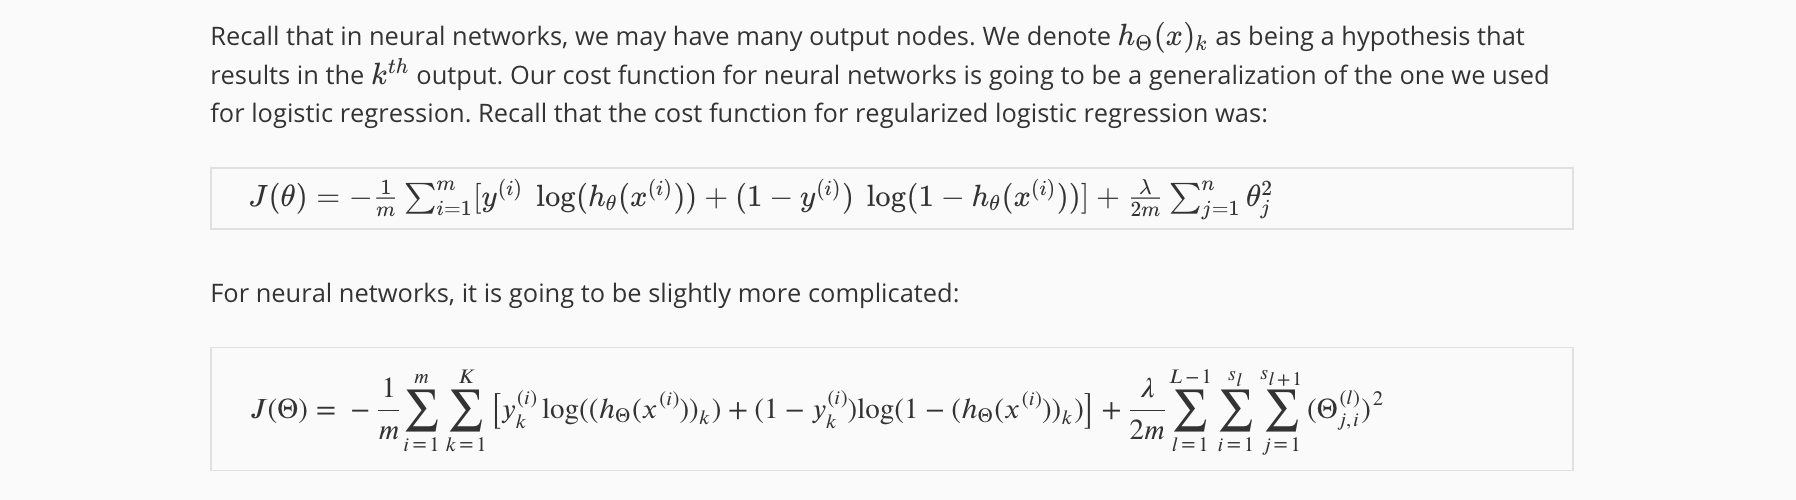 Recall that in neural networks, we may have many output nodes. We denote $h_\Theta(x)_k$ as being a hypothesis that
results in the $k^{th}$ output. Our cost function for neural networks is going to be a generalization of the one we used
for logistic regression. Recall that the cost function for regularized logistic regression was:
$J(\theta) = -\frac{1}{m} \sum_{i=1}^{m} [y^{(i)} \log(h_\theta(x^{(i)})) + (1 - y^{(i)}) \log(1 - h_\theta(x^{(i)}))] + \frac{\lambda}{2m} \sum_{j=1}^{n} \theta_j^2$
For neural networks, it is going to be slightly more complicated:
$J(\Theta) = -\frac{1}{m} \sum_{i=1}^{m} \sum_{k=1}^{K} [y_k^{(i)} \log((h_\Theta(x^{(i)}))_k) + (1 - y_k^{(i)}) \log(1 - (h_\Theta(x^{(i)}))_k)] + \frac{\lambda}{2m} \sum_{l=1}^{L-1} \sum_{i=1}^{s_l} \sum_{j=1}^{s_{l+1}} (\Theta_{j,i}^{(l)})^2$